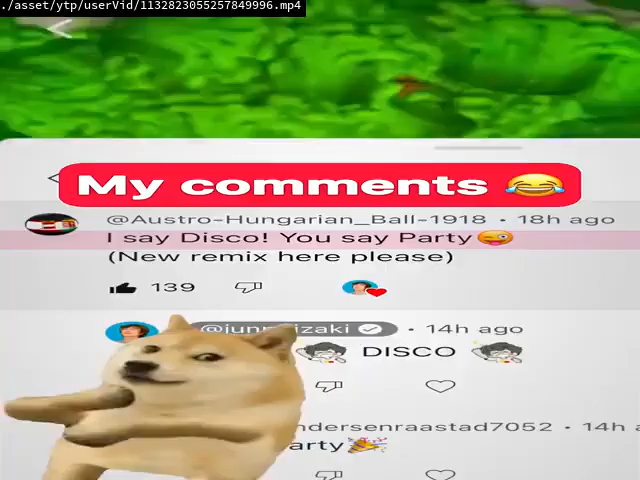 ./asset/ytp/userVid/1132823055257849996.mp4
My comments 😂
@Austro-Hungarian_Ball-1918 • 18h ago
I say Disco! You say Party😜
(New remix here please)
139
• 14h ago
DISCO
ndersenraastad7052 • 14h a
arty🎉